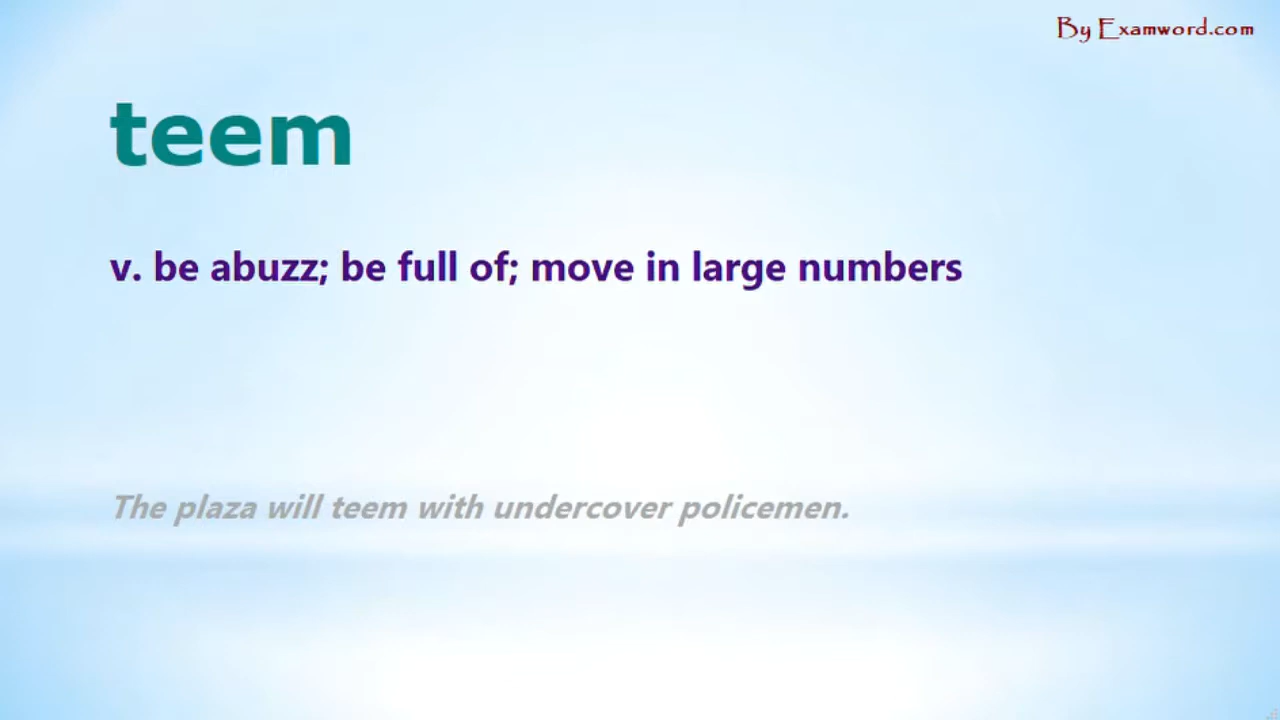 By Examword.com
teem
v. be abuzz; be full of; move in large numbers
The plaza will teem with undercover policemen.